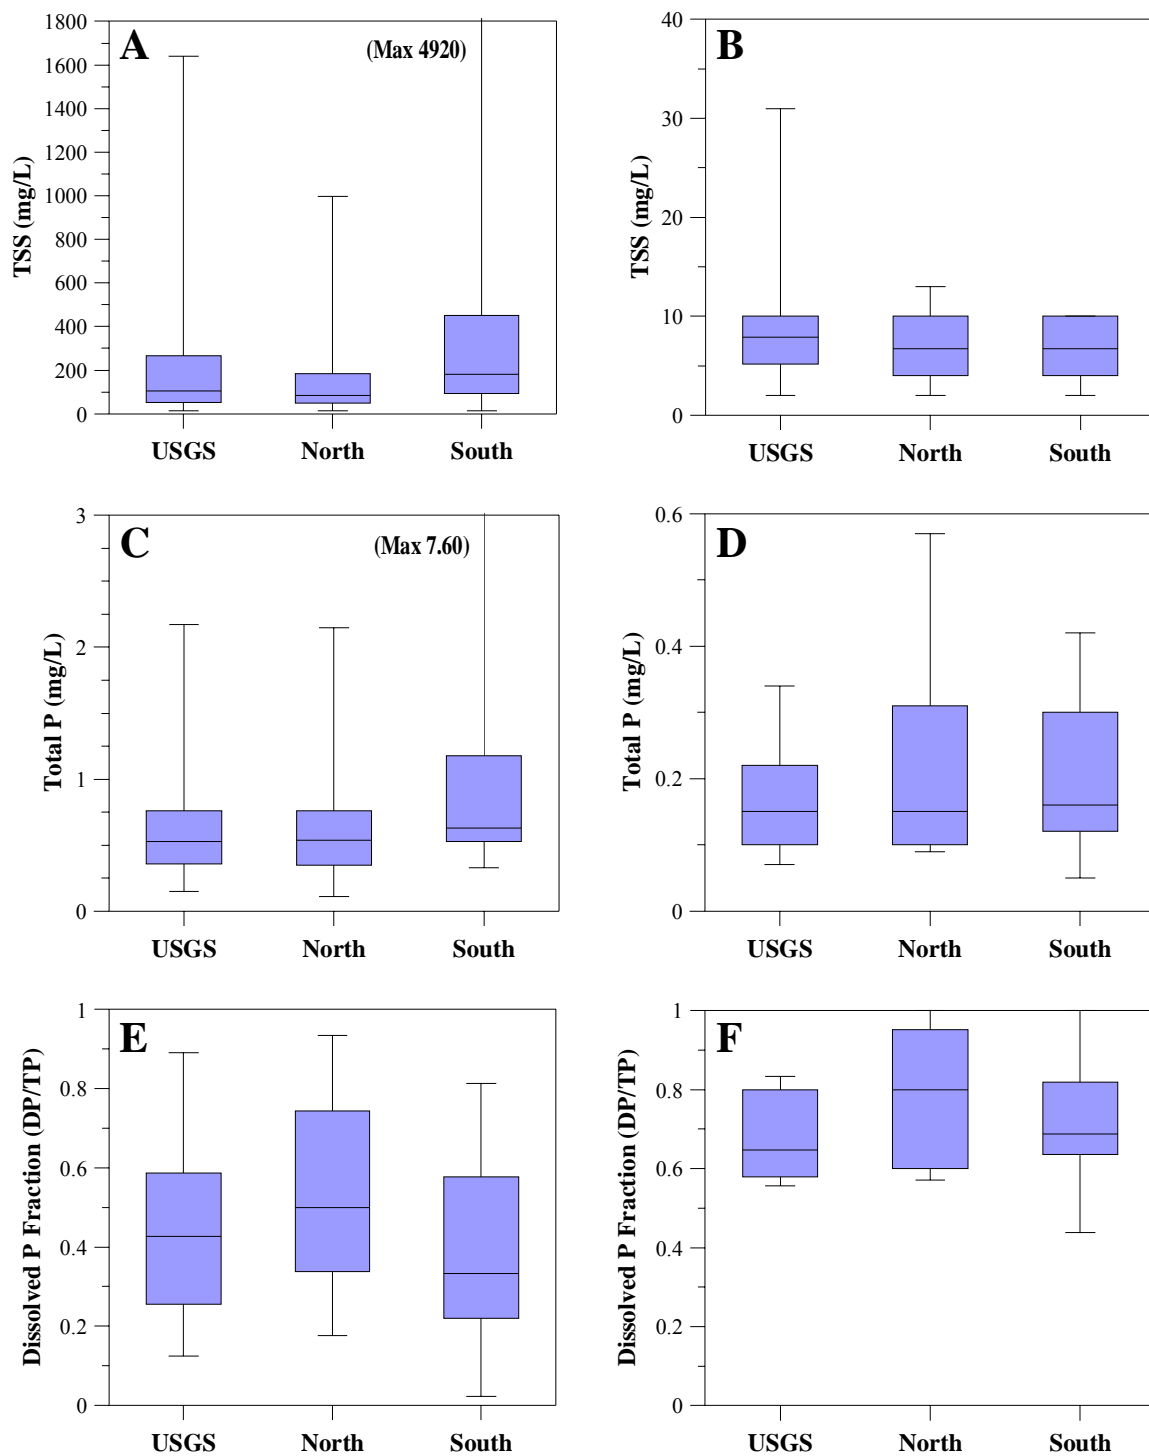 A
(Max 4920)
TSS (mg/L)
1800
1600
1400
1200
1000
800
600
400
200
0
USGS North South
B
TSS (mg/L)
40
30
20
10
0
USGS North South
C
(Max 7.60)
Total P (mg/L)
3
2
1
0
USGS North South
D
Total P (mg/L)
0.6
0.4
0.2
0
USGS North South
E
Dissolved P Fraction (DP/TP)
1
0.8
0.6
0.4
0.2
0
USGS North South
F
Dissolved P Fraction (DP/TP)
1
0.8
0.6
0.4
0.2
0
USGS North South